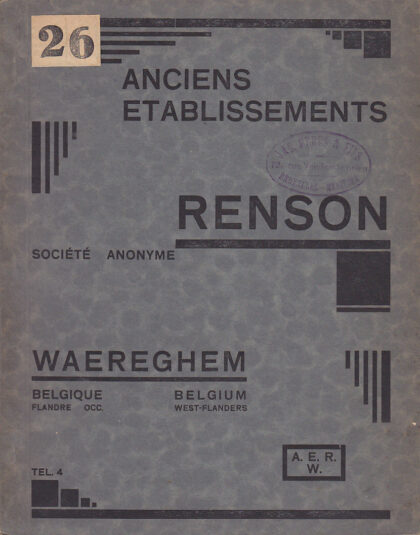 26
ANCIENS
ETABLISSEMENTS
RENSON
SOCIÉTÉ ANONYME
WAEREGHEM
BELGIQUE BELGIUM
FLANDRE OCC. WEST-FLANDERS
TEL. 4
A. E. R.
W.